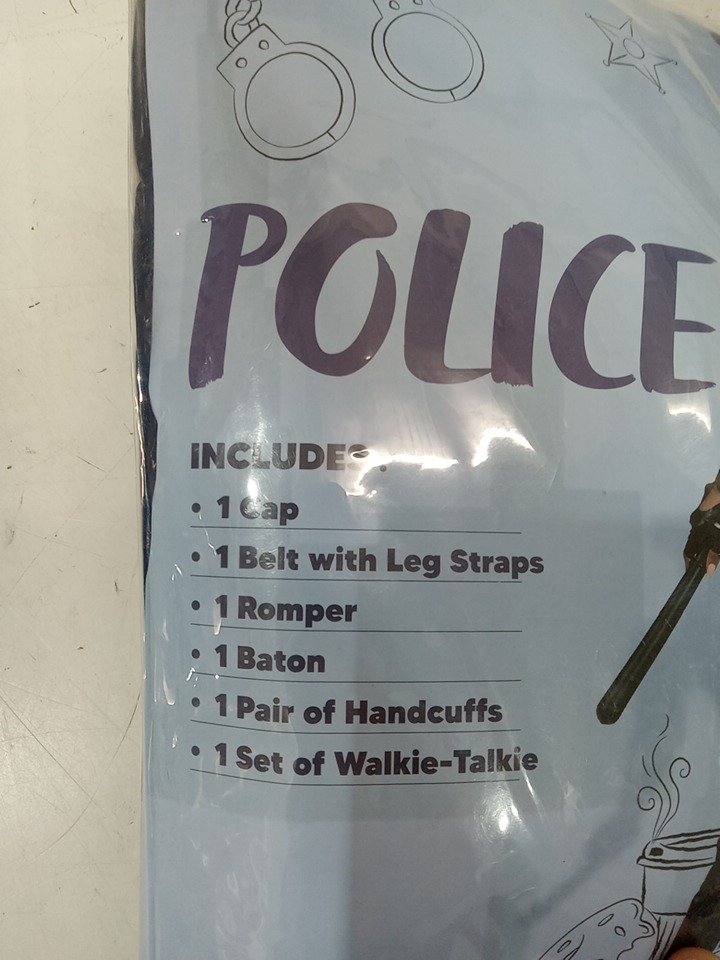 POLICE
INCLUDES :
• 1 Cap
• 1 Belt with Leg Straps
• 1 Romper
• 1 Baton
• 1 Pair of Handcuffs
• 1 Set of Walkie-Talkie